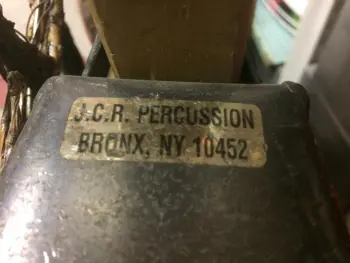 J.C.R. PERCUSSION
BRONX, NY 10452